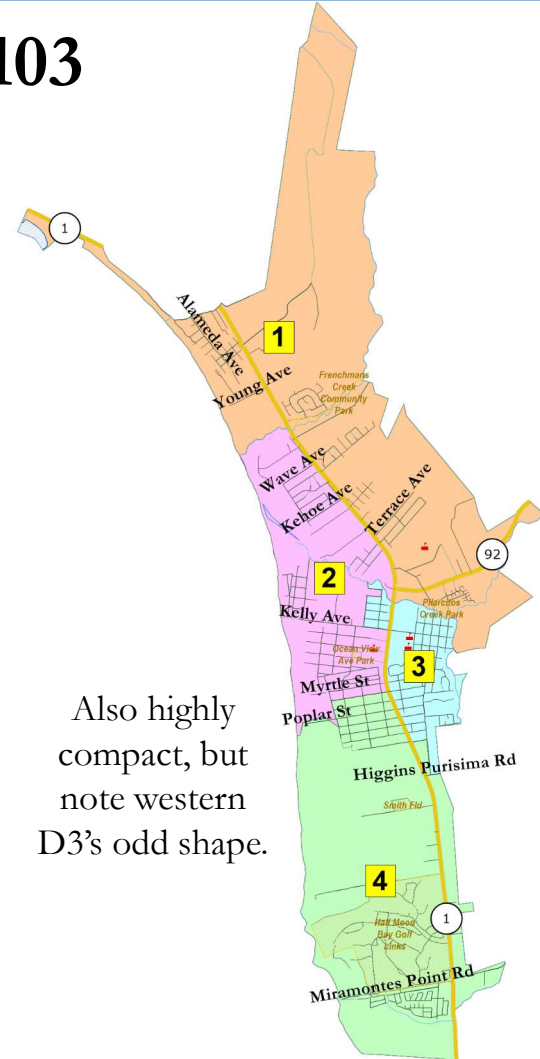 103
1
Alameda Ave
1
Young Ave
Frenchmans
Creek
Community
Park
Wave Ave
Kehoe Ave
Terrace Ave
92
2
Pilarcitos
Creek Park
Kelly Ave
Ocean View
Ave Park
3
Myrtle St
Poplar St
Also highly
compact, but
note western
D3's odd shape.
Higgins Purisima Rd
Smith Fld
4
1
Half Moon
Bay Golf
Links
Miramontes Point Rd